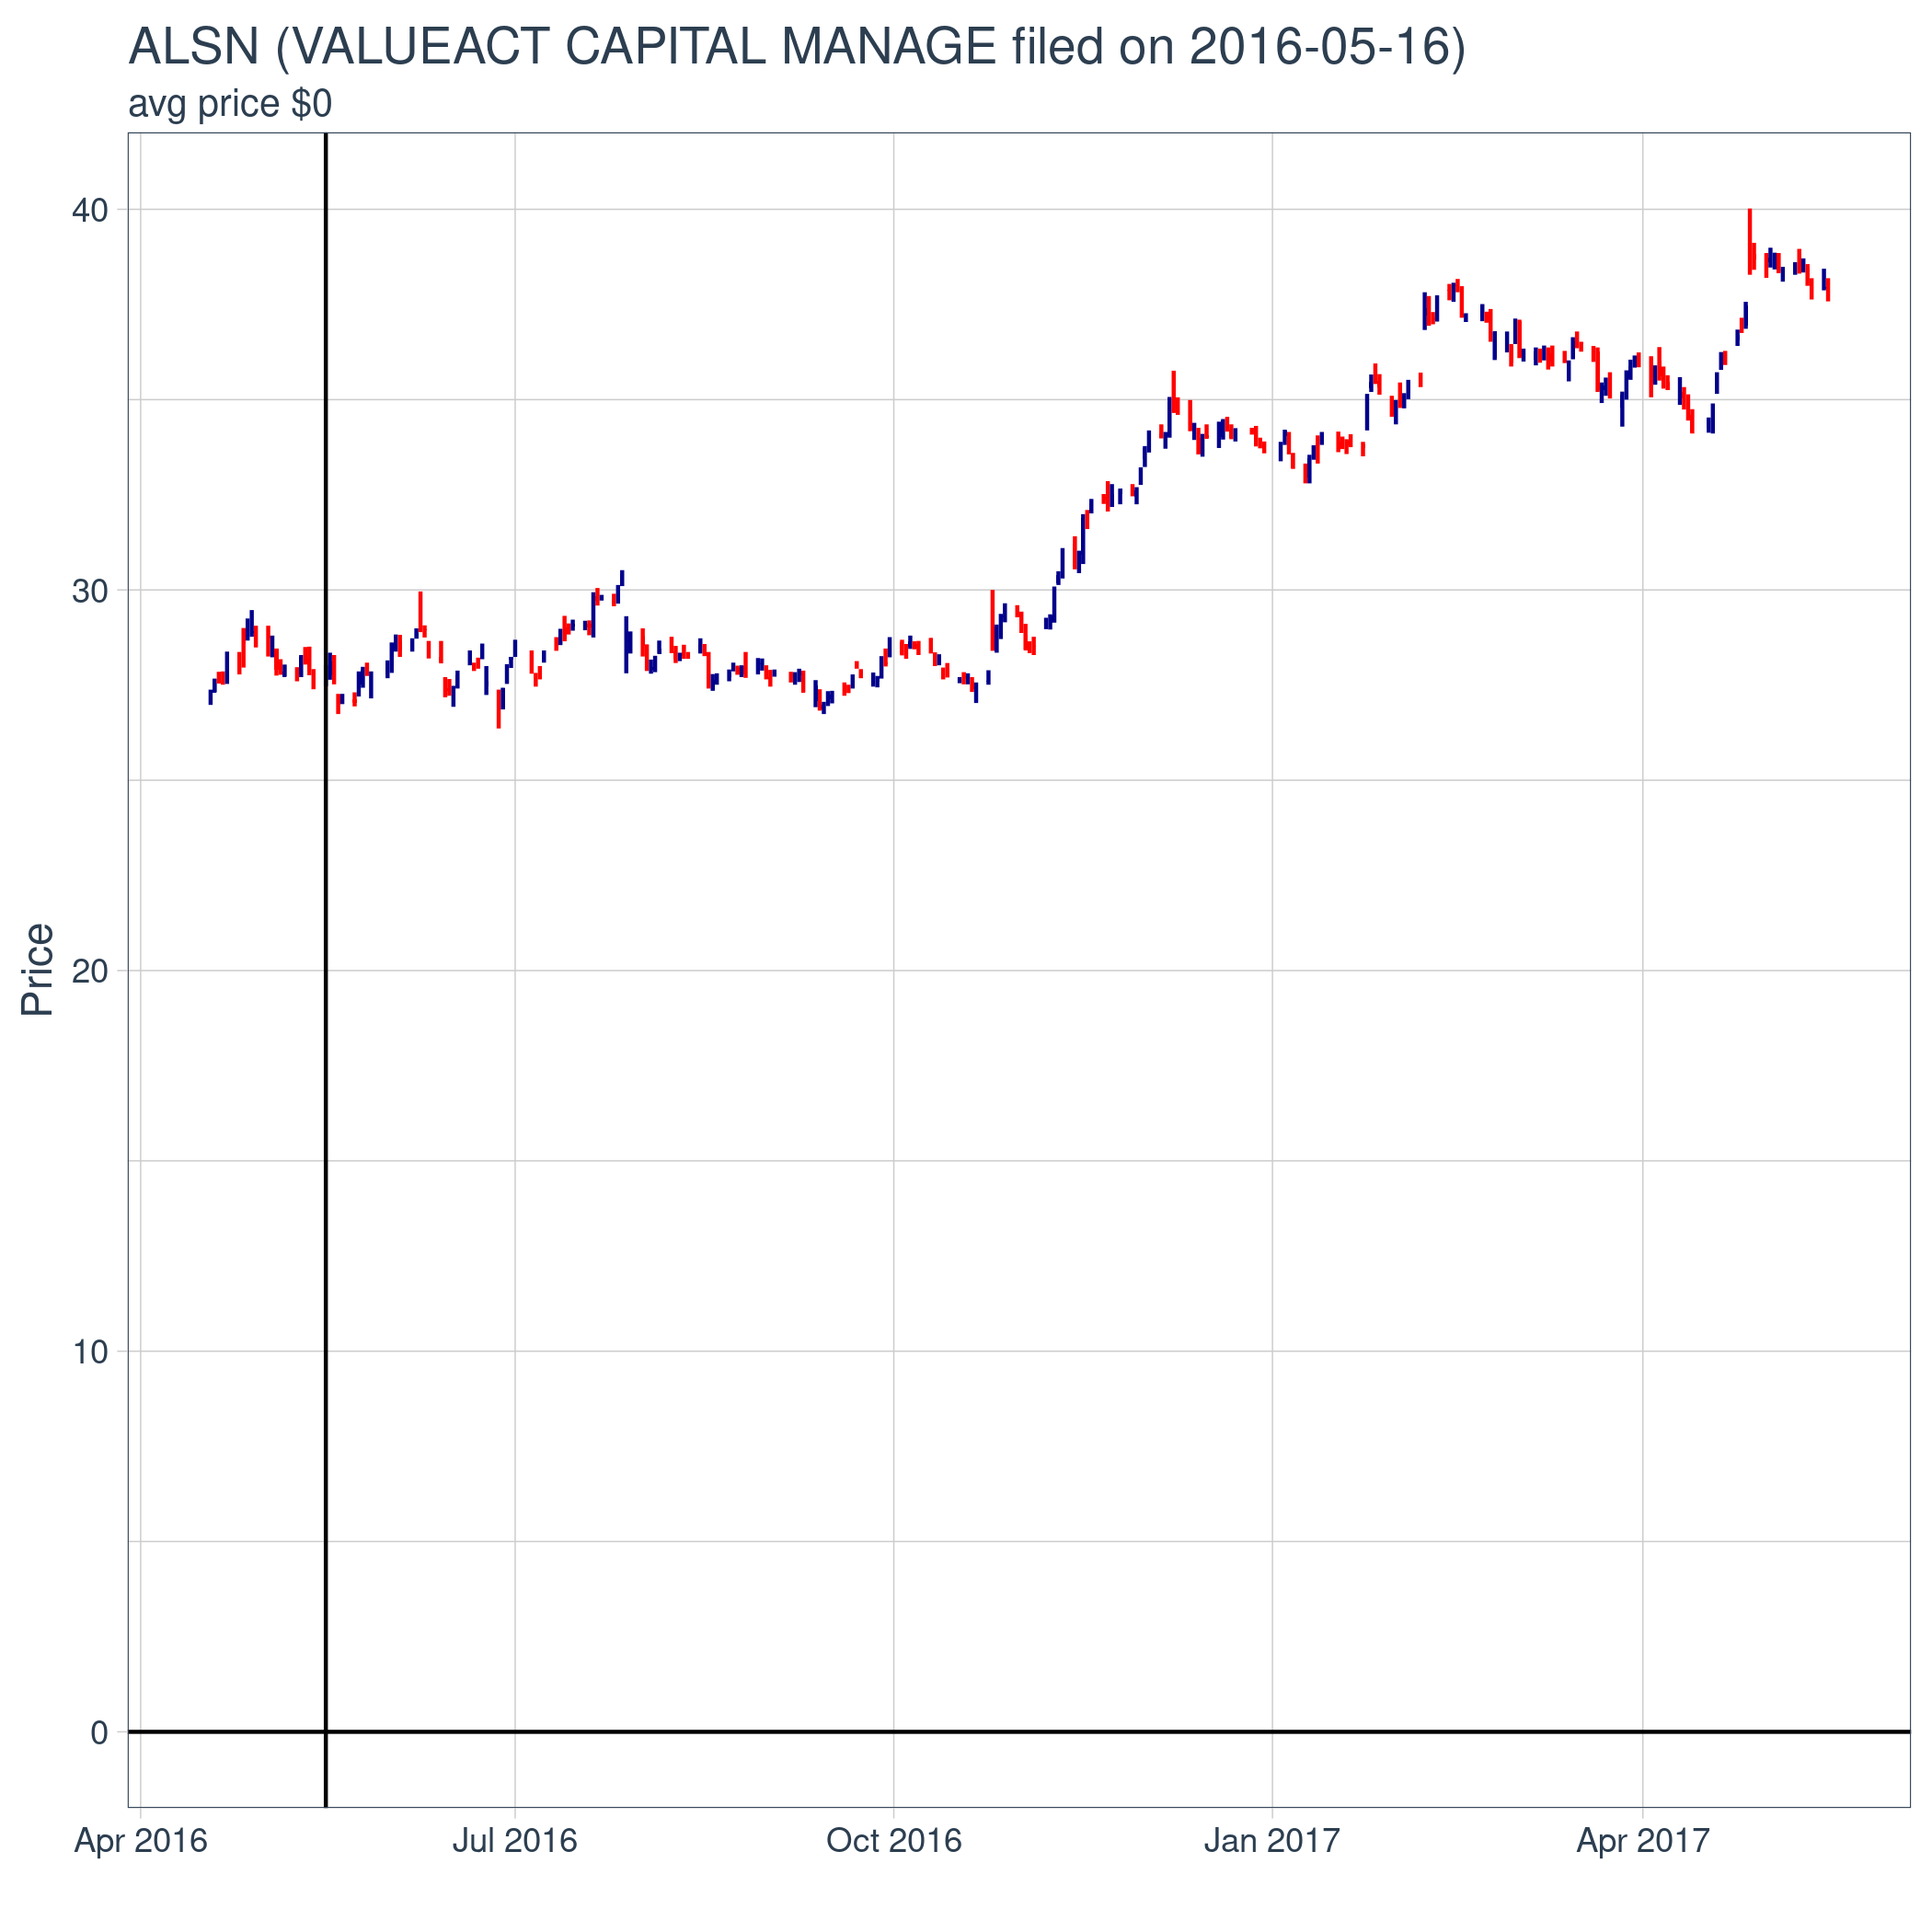 ALSN (VALUEACT CAPITAL MANAGE filed on 2016-05-16)
avg price $0
Price
40
30
20
10
0
Apr 2016
Jul 2016
Oct 2016
Jan 2017
Apr 2017